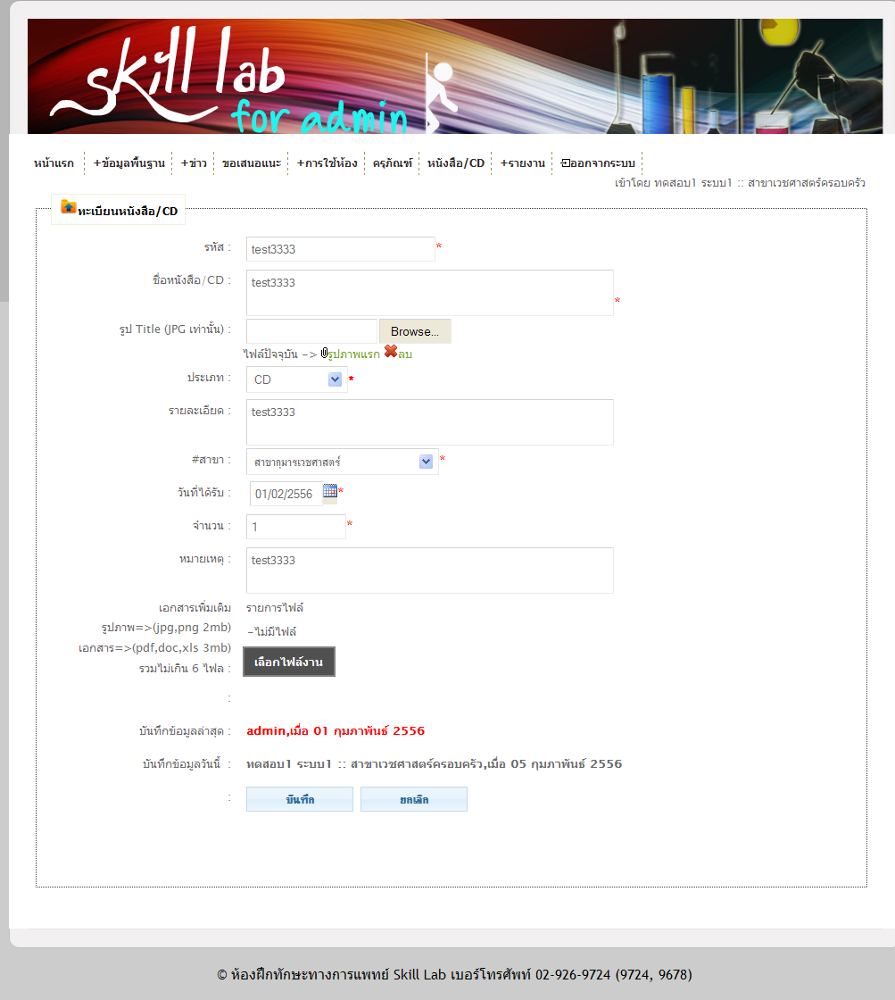 skill lab
for admin
หน้าแรก +ข้อมูลพื้นฐาน +ข่าว ขอเสนอแนะ +การใช้ห้อง ครุภัณฑ์ หนังสือ/CD +รายงาน ออกจากระบบ
เข้าโดย ทดสอบ1 ระบบ1 :: สาขาเวชศาสตร์ครอบครัว
ทะเบียนหนังสือ/CD
รหัส : test3333 *
ชื่อหนังสือ/CD : test3333 *
รูป Title (JPG เท่านั้น) : Browse...
ไฟล์ปัจจุบัน -> รูปภาพแรก ลบ
ประเภท : CD *
รายละเอียด : test3333
#สาขา : สาขากุมารเวชศาสตร์ *
วันที่ได้รับ : 01/02/2556 *
จำนวน : 1 *
หมายเหตุ : test3333
เอกสารเพิ่มเติม รายการไฟล์
รูปภาพ=>(jpg,png 2mb) -ไม่มีไฟล์
เอกสาร=>(pdf,doc,xls 3mb)
รวมไม่เกิน 6 ไฟล : เลือกไฟล์งาน
:
บันทึกข้อมูลล่าสุด : admin,เมื่อ 01 กุมภาพันธ์ 2556
บันทึกข้อมูลวันนี้ : ทดสอบ1 ระบบ1 :: สาขาเวชศาสตร์ครอบครัว,เมื่อ 05 กุมภาพันธ์ 2556
: บันทึก ยกเลิก
© ห้องฝึกทักษะทางการแพทย์ Skill Lab เบอร์โทรศัพท์ 02-926-9724 (9724, 9678)